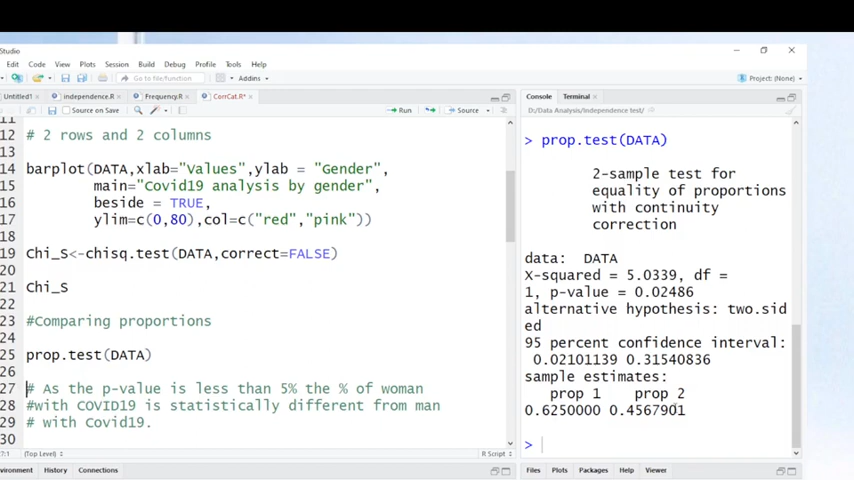 Studio
Edit Code View Plots Session Build Debug Profile Tools Help
Go to file/function Addins Project: (None)
Untitled1 independence.R Frequency.R CorrCat.R*
Source on Save Run Source
11
12 # 2 rows and 2 columns
13
14 barplot(DATA,xlab="Values",ylab = "Gender",
15 main="Covid19 analysis by gender",
16 beside = TRUE,
17 ylim=c(0,80),col=c("red","pink"))
18
19 Chi_S<-chisq.test(DATA,correct=FALSE)
20
21 Chi_S
22
23 #Comparing proportions
24
25 prop.test(DATA)
26
27 # As the p-value is less than 5% the % of woman
28 #with COVID19 is statistically different from man
29 # with Covid19.
30
27:1 (Top Level) R Script
Environment History Connections
Console Terminal
D:/Data Analysis/Independence test/
> prop.test(DATA)
2-sample test for
equality of proportions
with continuity
correction
data: DATA
X-squared = 5.0339, df =
1, p-value = 0.02486
alternative hypothesis: two.sid
ed
95 percent confidence interval:
0.02101139 0.31540836
sample estimates:
prop 1 prop 2
0.6250000 0.4567901
>
Files Plots Packages Help Viewer